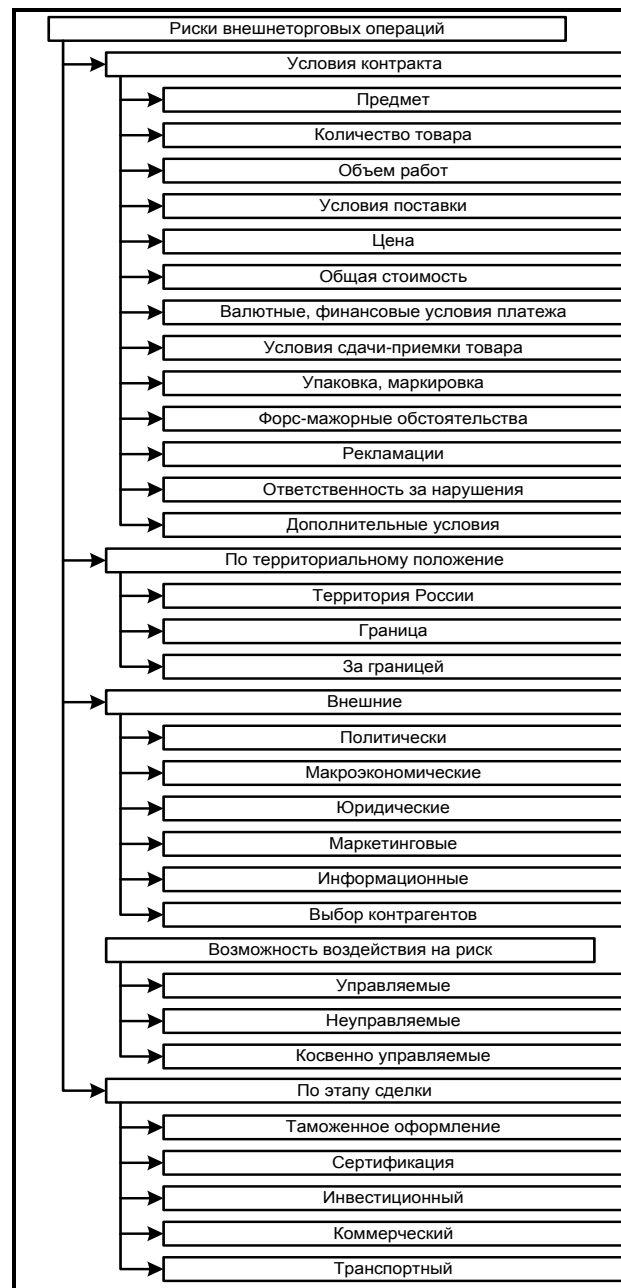 Риски внешнеторговых операций
Условия контракта
Предмет
Количество товара
Объем работ
Условия поставки
Цена
Общая стоимость
Валютные, финансовые условия платежа
Условия сдачи-приемки товара
Упаковка, маркировка
Форс-мажорные обстоятельства
Рекламации
Ответственность за нарушения
Дополнительные условия
По территориальному положение
Территория России
Граница
За границей
Внешние
Политически
Макроэкономические
Юридические
Маркетинговые
Информационные
Выбор контрагентов
Возможность воздействия на риск
Управляемые
Неуправляемые
Косвенно управляемые
По этапу сделки
Таможенное оформление
Сертификация
Инвестиционный
Коммерческий
Транспортный